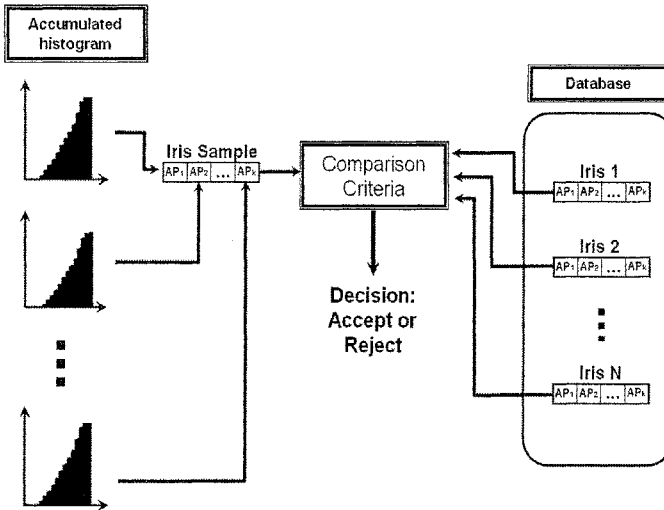 Accumulated
histogram
Database
Iris Sample
AP1 AP2 ... APk
Comparison
Criteria
Decision:
Accept or
Reject
Iris 1
AP1 AP2 ... APk
Iris 2
AP1 AP2 ... APk
Iris N
AP1 AP2 ... APk